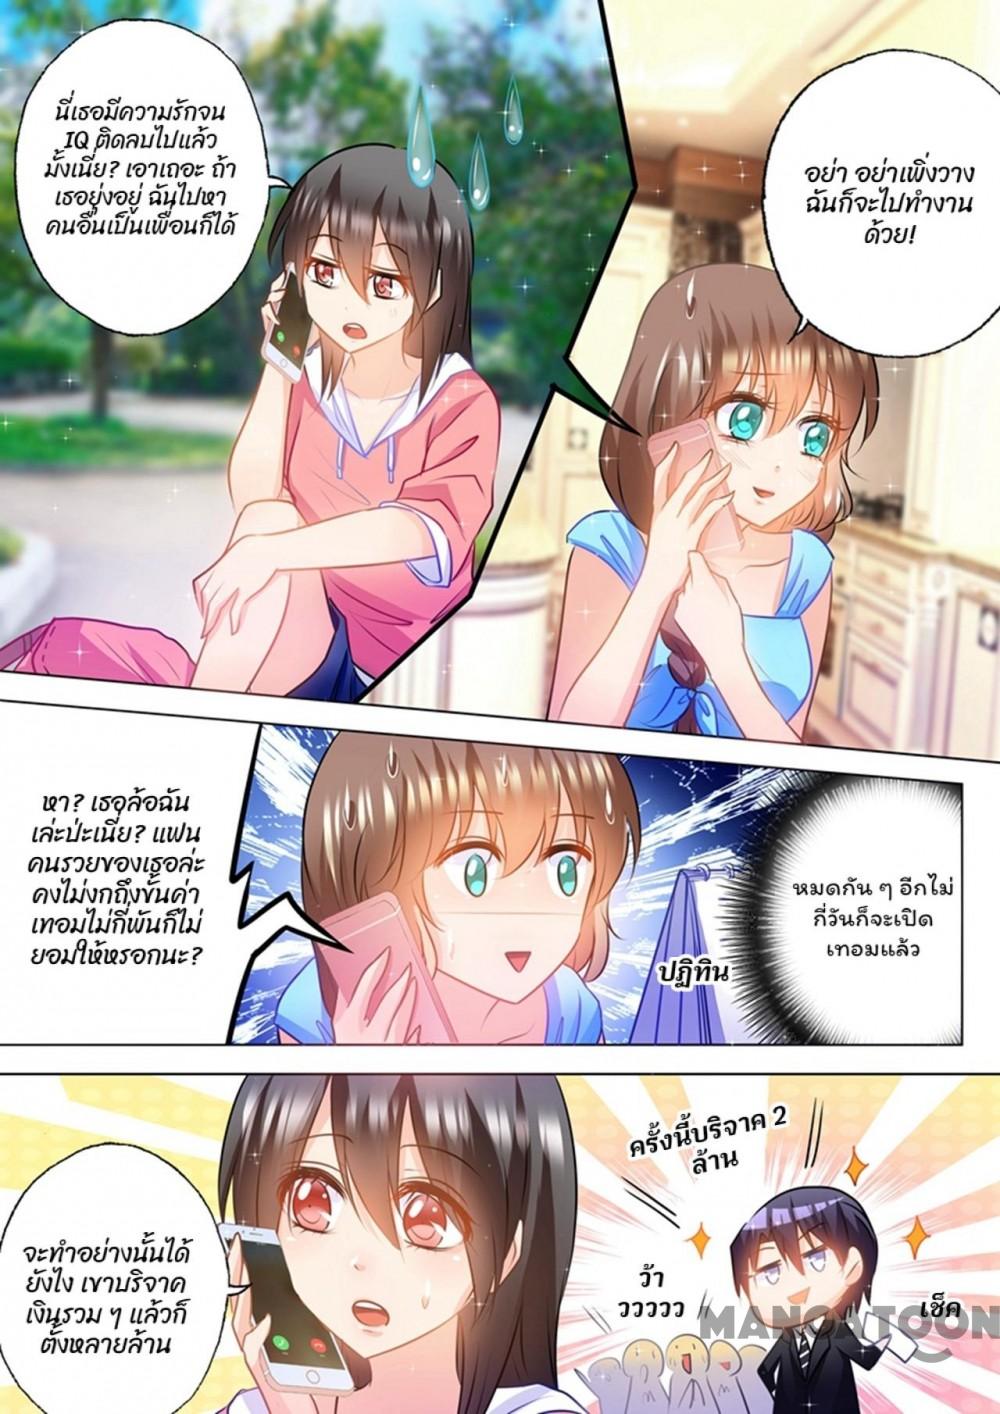 นี่เธอมีความรักจน
IQ ติดลบไปแล้ว
มั้งเนี่ย? เอาเถอะ ถ้า
เธอยุ่งอยู่ ฉันไปหา
คนอื่นเป็นเพื่อนก็ได้
อย่า อย่าเพิ่งวาง
ฉันก็จะไปทำงาน
ด้วย!
หา? เธอล้อฉัน
เล่นป่ะเนี่ย? แฟน
คนรวยของเธอล่ะ
คงไม่งกถึงขั้นค่า
เทอมไม่กี่พันก็ไม่
ยอมให้หรอกนะ?
ปฏิทิน
หมดกัน ๆ อีกไม่
กี่วันก็จะเปิด
เทอมแล้ว
จะทำอย่างนั้นได้
ยังไง เขาบริจาค
เงินรวม ๆ แล้วก็
ตั้งหลายล้าน
ครั้งนี้บริจาค 2
ล้าน
ว้า
ววววว
เช็ค
MANGATOON